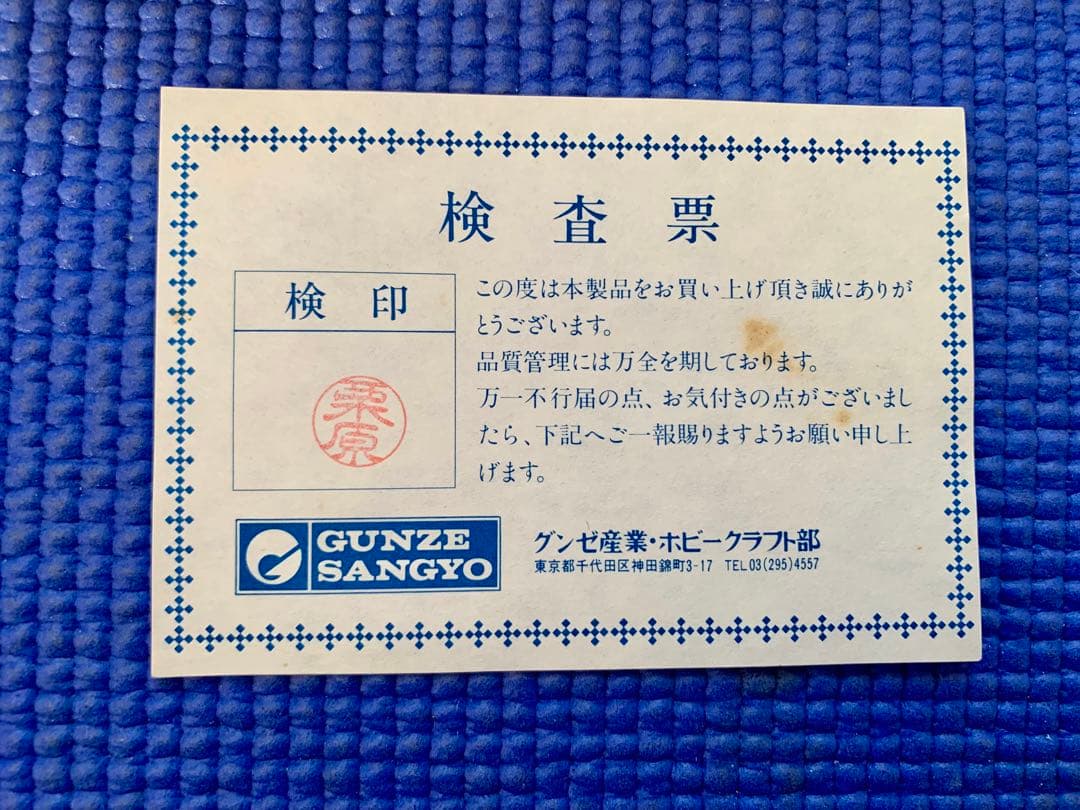 検査票
検印
栗原
この度は本製品をお買い上げ頂き誠にありが
とうございます。
品質管理には万全を期しております。
万一不行届の点、お気付きの点がございまし
たら、下記へご一報賜りますようお願い申し上
げます。
GUNZE
SANGYO
グンゼ産業・ホビークラフト部
東京都千代田区神田錦町3-17 TEL03(295)4557